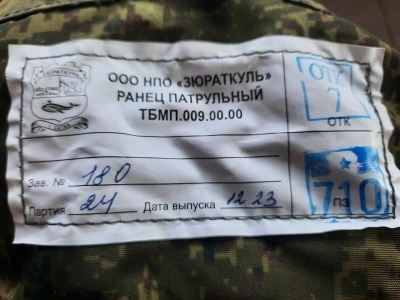 ЗЮРАТКУЛЬ
ООО НПО «ЗЮРАТКУЛЬ»
РАНЕЦ ПАТРУЛЬНЫЙ
ТБМП.009.00.00
ОТК
7
ОТК
Зав. № 180
710
ПЗ
Партия 24 Дата выпуска 12 23